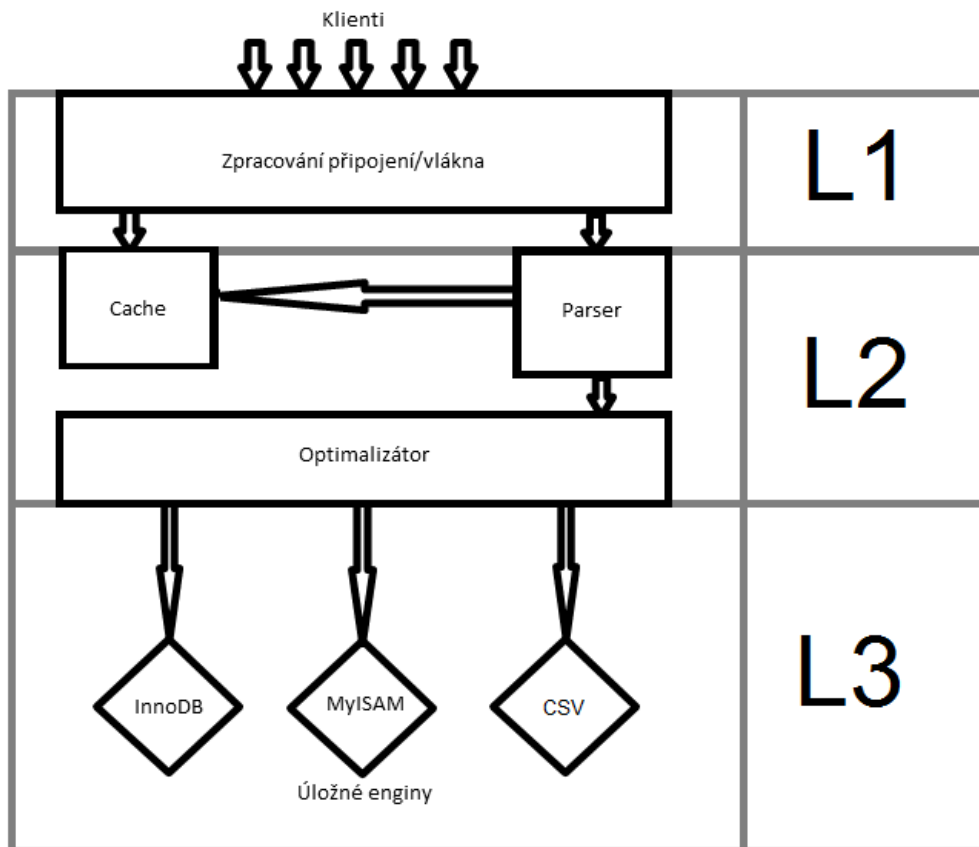 Klienti
Zpracování připojení/vlákna
L1
Cache
Parser
L2
Optimalizátor
InnoDB
MyISAM
CSV
L3
Úložné enginy